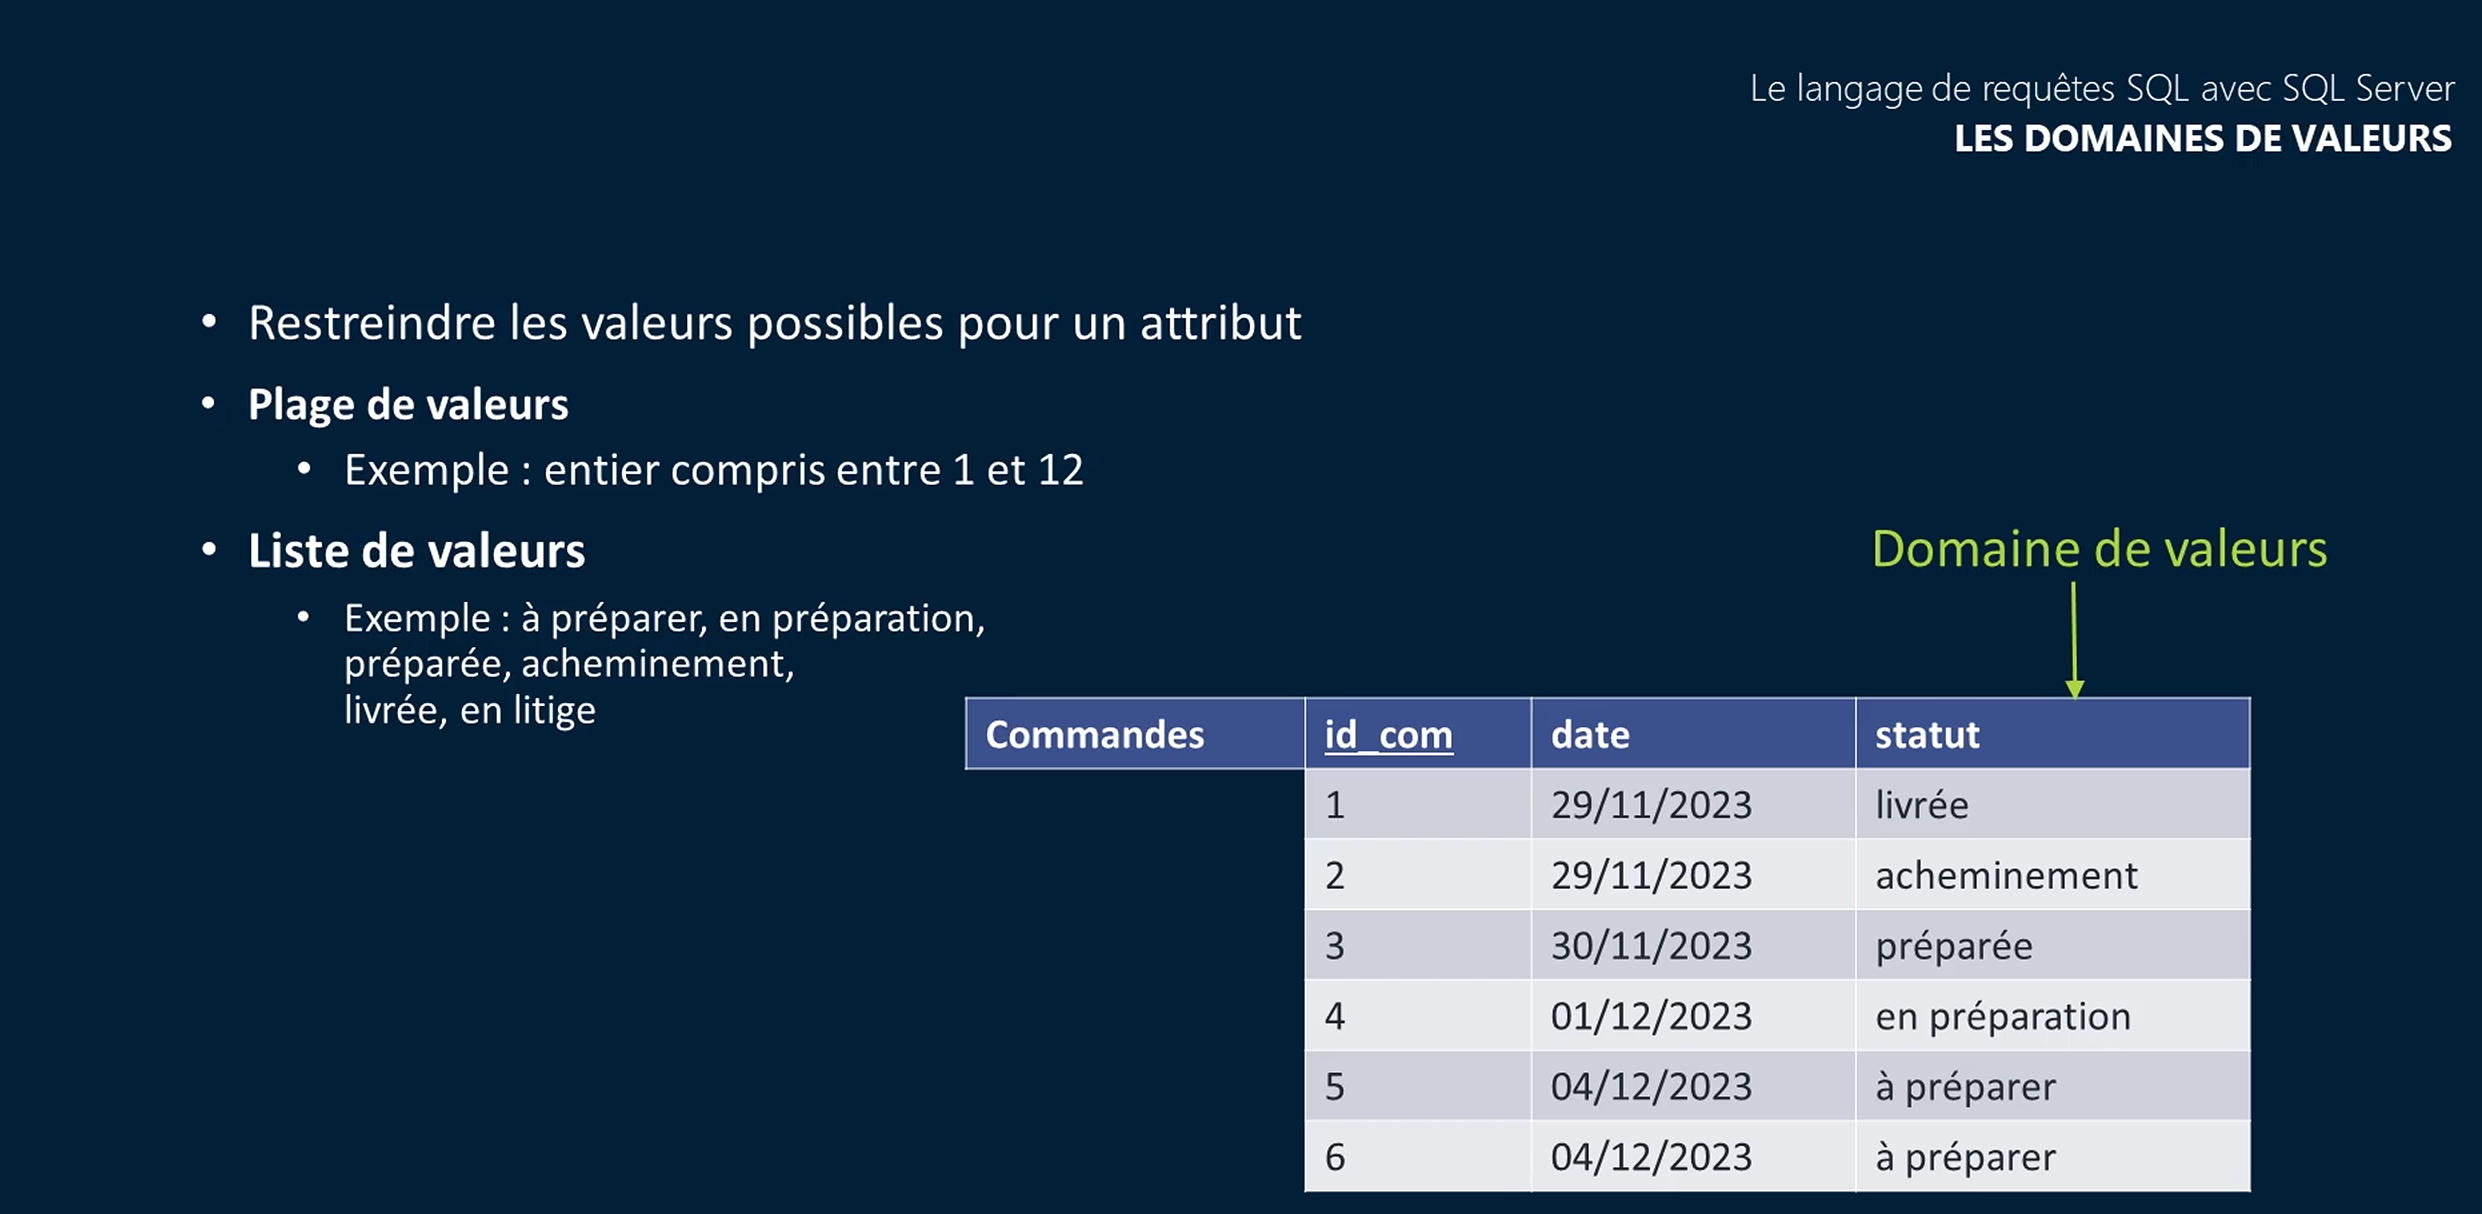 Le langage de requêtes SQL avec SQL Server
LES DOMAINES DE VALEURS
• Restreindre les valeurs possibles pour un attribut
• Plage de valeurs
• Exemple : entier compris entre 1 et 12
• Liste de valeurs
• Exemple : à préparer, en préparation,
préparée, acheminement,
livrée, en litige
Domaine de valeurs
Commandes id_com date statut
1 29/11/2023 livrée
2 29/11/2023 acheminement
3 30/11/2023 préparée
4 01/12/2023 en préparation
5 04/12/2023 à préparer
6 04/12/2023 à préparer